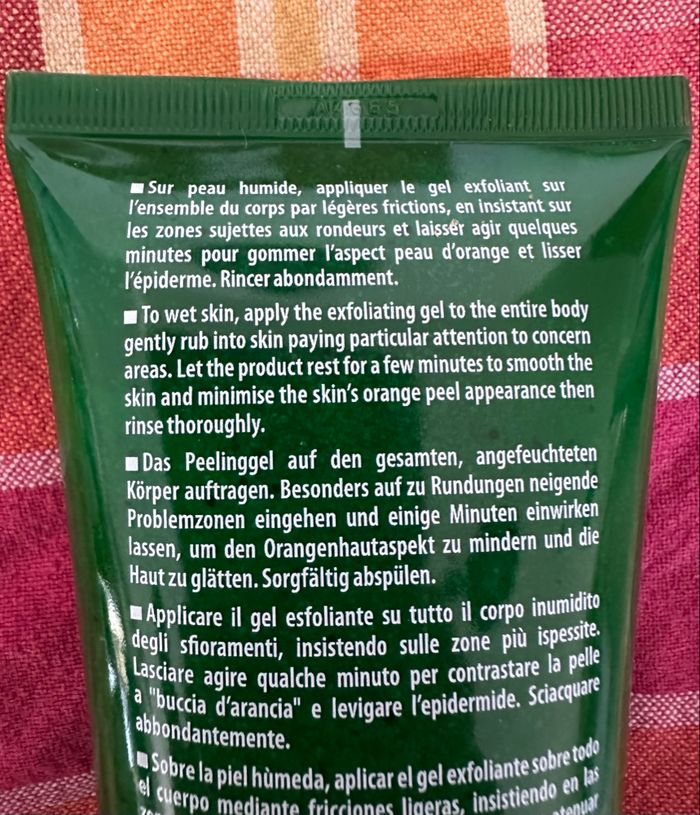 ■ Sur peau humide, appliquer le gel exfoliant sur
l'ensemble du corps par légères frictions, en insistant sur
les zones sujettes aux rondeurs et laisser agir quelques
minutes pour gommer l'aspect peau d'orange et lisser
l'épiderme. Rincer abondamment.
■ To wet skin, apply the exfoliating gel to the entire body
gently rub into skin paying particular attention to concern
areas. Let the product rest for a few minutes to smooth the
skin and minimise the skin's orange peel appearance then
rinse thoroughly.
■ Das Peelinggel auf den gesamten, angefeuchteten
Körper auftragen. Besonders auf zu Rundungen neigende
Problemzonen eingehen und einige Minuten einwirken
lassen, um den Orangenhautaspekt zu mindern und die
Haut zu glätten. Sorgfältig abspülen.
■ Applicare il gel esfoliante su tutto il corpo inumidito
degli sfioramenti, insistendo sulle zone più ispessite.
Lasciare agire qualche minuto per contrastare la pelle
a "buccia d'arancia" e levigare l'epidermide. Sciacquare
abbondantemente.
■ Sobre la piel hùmeda, aplicar el gel exfoliante sobre todo
el cuerpo mediante fricciones ligeras, insistiendo en las